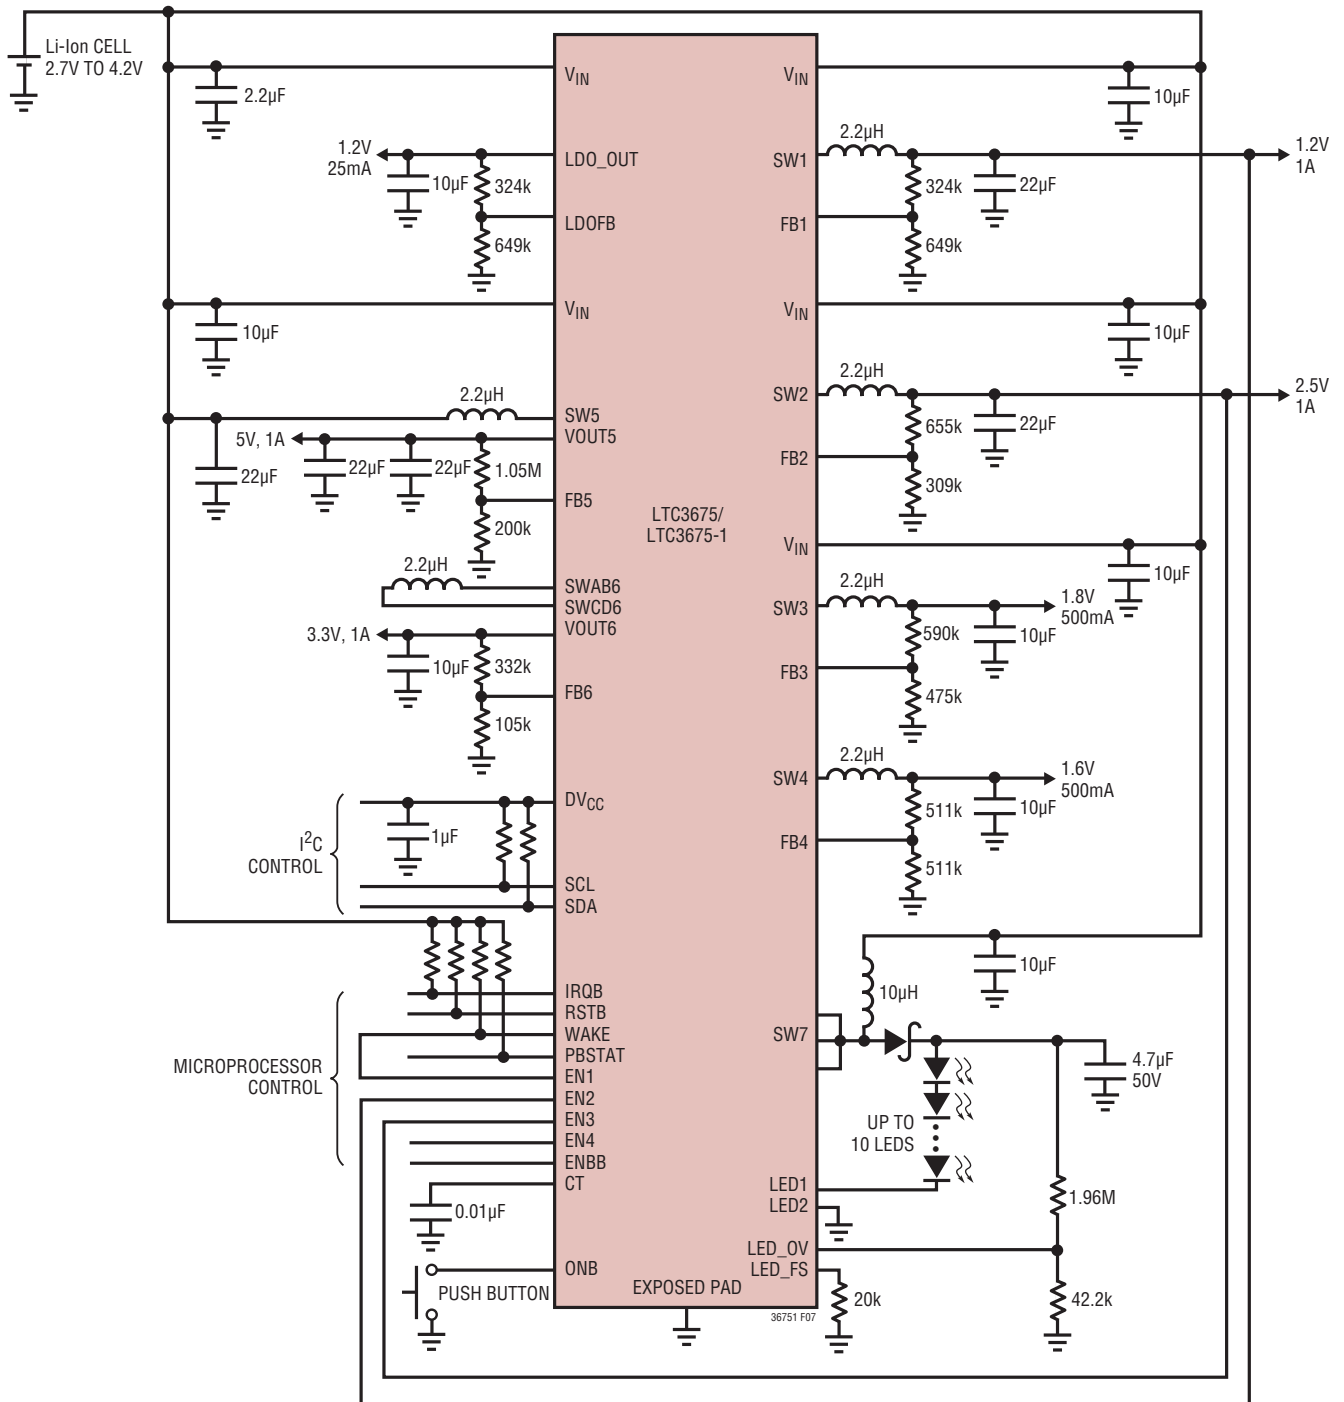 Li-Ion CELL
2.7V TO 4.2V
2.2µF
1.2V
25mA
10µF
324k
649k
10µF
2.2µH
5V, 1A
22µF
22µF
22µF
1.05M
200k
2.2µH
3.3V, 1A
10µF
332k
105k
I²C
CONTROL
1µF
MICROPROCESSOR
CONTROL
0.01µF
PUSH BUTTON
VIN
LDO_OUT
LDOFB
VIN
SW5
VOUT5
FB5
SWAB6
SWCD6
VOUT6
FB6
DVCC
SCL
SDA
IRQB
RSTB
WAKE
PBSTAT
EN1
EN2
EN3
EN4
ENBB
CT
ONB
LTC3675/
LTC3675-1
EXPOSED PAD
VIN
SW1
FB1
VIN
SW2
FB2
VIN
SW3
FB3
SW4
FB4
SW7
LED1
LED2
LED_OV
LED_FS
36751 F07
10µF
2.2µH
1.2V
1A
324k
22µF
649k
10µF
2.2µH
2.5V
1A
655k
22µF
309k
10µF
2.2µH
1.8V
500mA
590k
10µF
475k
2.2µH
1.6V
500mA
511k
10µF
511k
10µF
10µH
4.7µF
50V
UP TO
10 LEDS
1.96M
20k
42.2k